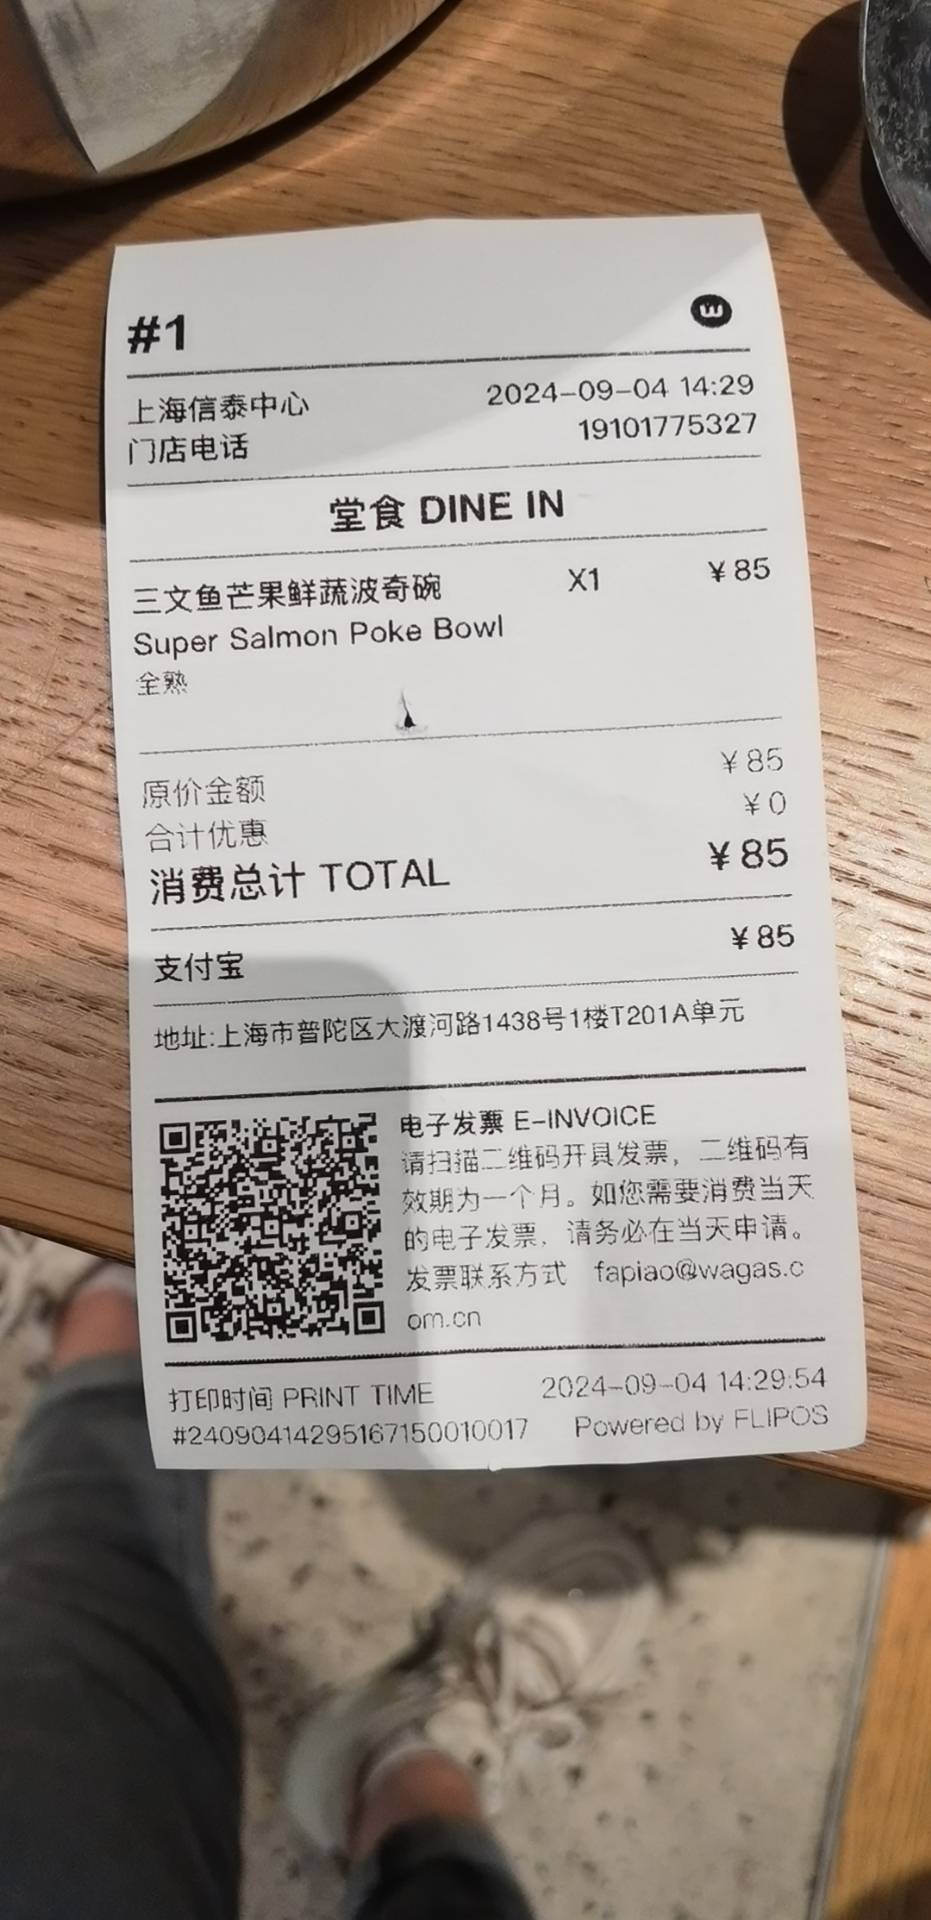 #1
w
上海信泰中心 2024-09-04 14:29
门店电话 19101775327
堂食 DINE IN
三文鱼芒果鲜蔬波奇碗 X1 ¥85
Super Salmon Poke Bowl
全熟
原价金额 ¥85
合计优惠 ¥0
消费总计 TOTAL ¥85
支付宝 ¥85
地址:上海市普陀区大渡河路1438号1楼T201A单元
电子发票 E-INVOICE
请扫描二维码开具发票，二维码有
效期为一个月。如您需要消费当天
的电子发票，请务必在当天申请。
发票联系方式 fapiao@wagas.c
om.cn
打印时间 PRINT TIME 2024-09-04 14:29:54
#24090414295167150010017 Powered by FLIPOS